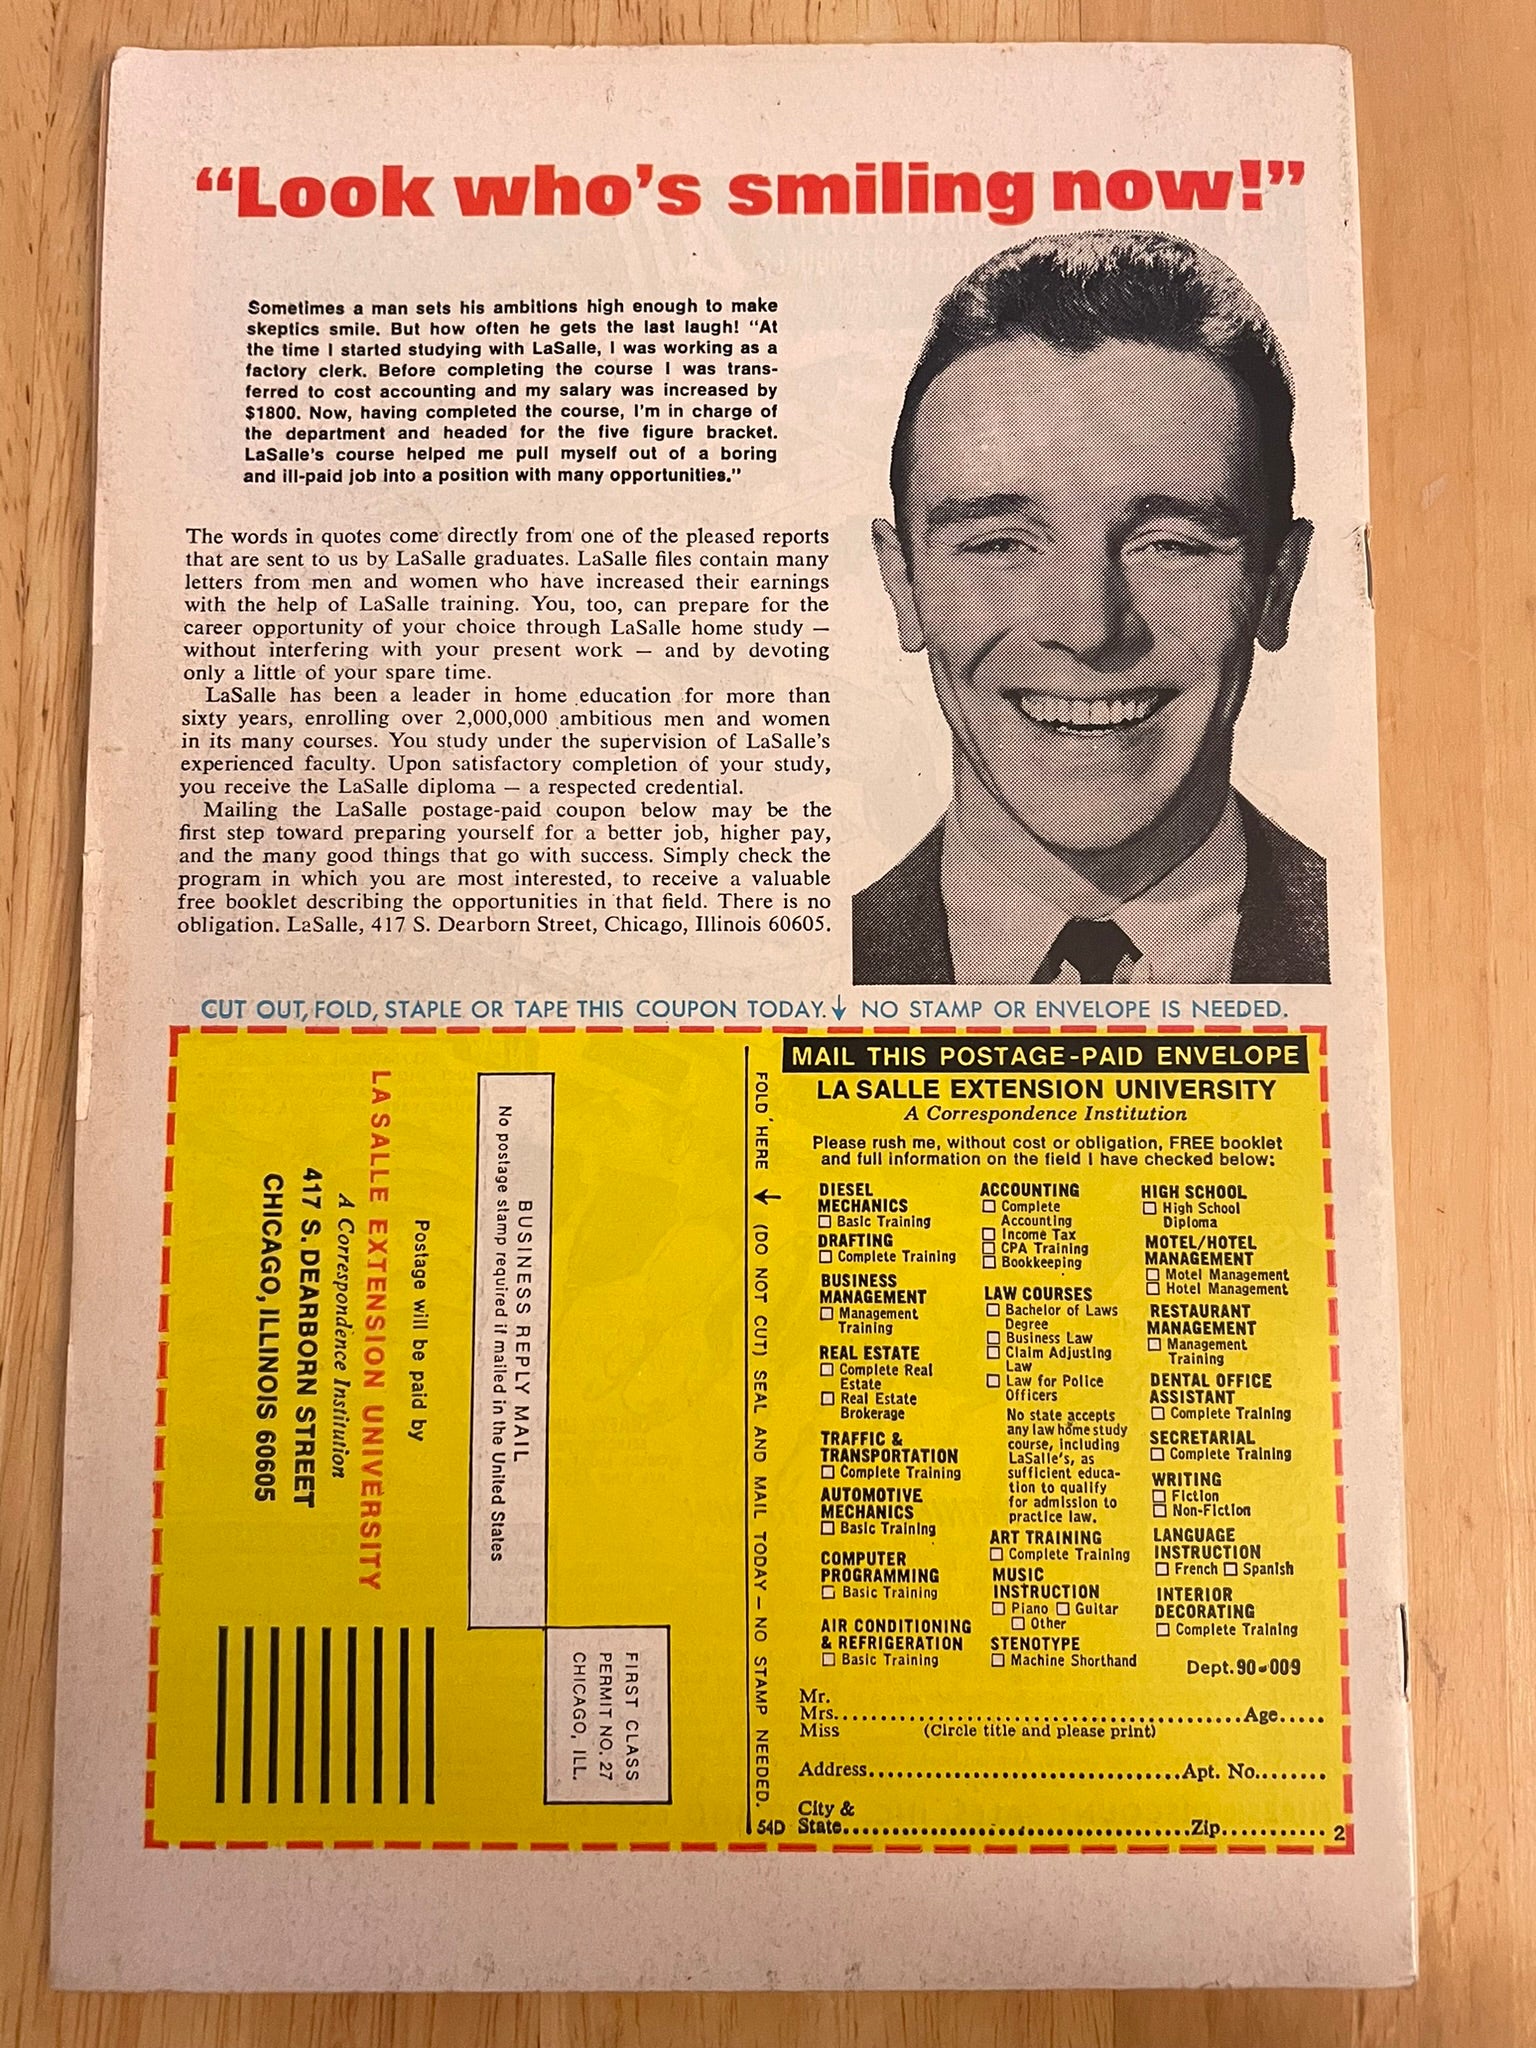 “Look who’s smiling now!”
Sometimes a man sets his ambitions high enough to make
skeptics smile. But how often he gets the last laugh! “At
the time I started studying with LaSalle, I was working as a
factory clerk. Before completing the course I was trans-
ferred to cost accounting and my salary was increased by
$1800. Now, having completed the course, I’m in charge of
the department and headed for the five figure bracket.
LaSalle’s course helped me pull myself out of a boring
and ill-paid job into a position with many opportunities.”
The words in quotes come directly from one of the pleased reports
that are sent to us by LaSalle graduates. LaSalle files contain many
letters from men and women who have increased their earnings
with the help of LaSalle training. You, too, can prepare for the
career opportunity of your choice through LaSalle home study —
without interfering with your present work — and by devoting
only a little of your spare time.
LaSalle has been a leader in home education for more than
sixty years, enrolling over 2,000,000 ambitious men and women
in its many courses. You study under the supervision of LaSalle’s
experienced faculty. Upon satisfactory completion of your study,
you receive the LaSalle diploma — a respected credential.
Mailing the LaSalle postage-paid coupon below may be the
first step toward preparing yourself for a better job, higher pay,
and the many good things that go with success. Simply check the
program in which you are most interested, to receive a valuable
free booklet describing the opportunities in that field. There is no
obligation. LaSalle, 417 S. Dearborn Street, Chicago, Illinois 60605.
CUT OUT, FOLD, STAPLE OR TAPE THIS COUPON TODAY. ↓ NO STAMP OR ENVELOPE IS NEEDED.
FIRST CLASS
PERMIT NO. 27
CHICAGO, ILL.
BUSINESS REPLY MAIL
No postage stamp required if mailed in the United States
Postage will be paid by
LA SALLE EXTENSION UNIVERSITY
A Correspondence Institution
417 S. DEARBORN STREET
CHICAGO, ILLINOIS 60605
FOLD HERE → (DO NOT CUT) SEAL AND MAIL TODAY — NO STAMP NEEDED.
54D
MAIL THIS POSTAGE-PAID ENVELOPE
LA SALLE EXTENSION UNIVERSITY
A Correspondence Institution
Please rush me, without cost or obligation, FREE booklet
and full information on the field I have checked below:
DIESEL
MECHANICS
☐ Basic Training
DRAFTING
☐ Complete Training
BUSINESS
MANAGEMENT
☐ Management
Training
REAL ESTATE
☐ Complete Real
Estate
☐ Real Estate
Brokerage
TRAFFIC &
TRANSPORTATION
☐ Complete Training
AUTOMOTIVE
MECHANICS
☐ Basic Training
COMPUTER
PROGRAMMING
☐ Basic Training
AIR CONDITIONING
& REFRIGERATION
☐ Basic Training
ACCOUNTING
☐ Complete
Accounting
☐ Income Tax
☐ CPA Training
☐ Bookkeeping
LAW COURSES
☐ Bachelor of Laws
Degree
☐ Business Law
☐ Claim Adjusting
Law
☐ Law for Police
Officers
No state accepts
any law home study
course, including
LaSalle’s, as
sufficient educa-
tion to qualify
for admission to
practice law.
ART TRAINING
☐ Complete Training
MUSIC
INSTRUCTION
☐ Piano ☐ Guitar
☐ Other
STENOTYPE
☐ Machine Shorthand
HIGH SCHOOL
☐ High School
Diploma
MOTEL/HOTEL
MANAGEMENT
☐ Motel Management
☐ Hotel Management
RESTAURANT
MANAGEMENT
☐ Management
Training
DENTAL OFFICE
ASSISTANT
☐ Complete Training
SECRETARIAL
☐ Complete Training
WRITING
☐ Fiction
☐ Non-Fiction
LANGUAGE
INSTRUCTION
☐ French ☐ Spanish
INTERIOR
DECORATING
☐ Complete Training
Dept. 90-009
Mr.
Mrs. Age
Miss (Circle title and please print)
Address Apt. No.
City &
State Zip 2